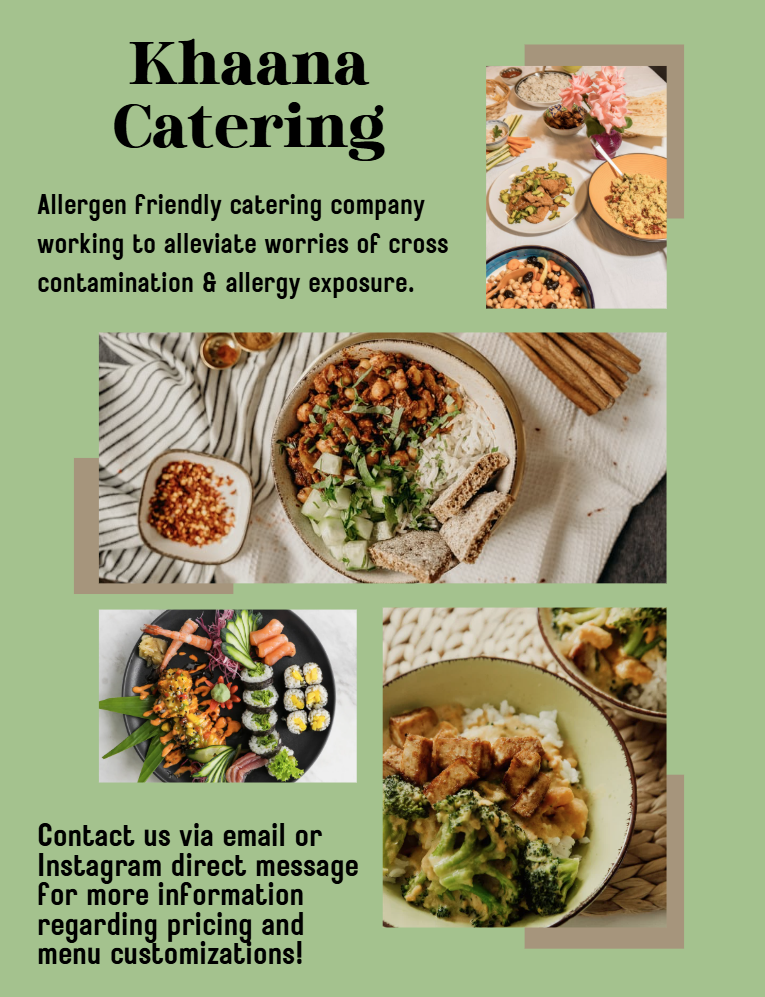 Khaana
Catering
Allergen friendly catering company
working to alleviate worries of cross
contamination & allergy exposure.
Contact us via email or
Instagram direct message
for more information
regarding pricing and
menu customizations!